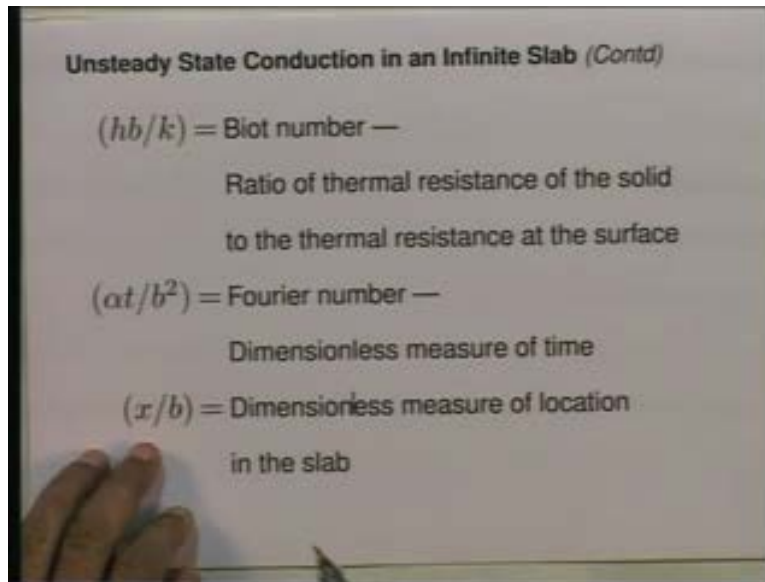 Unsteady State Conduction in an Infinite Slab (Contd)
(hb/k) = Biot number —
Ratio of thermal resistance of the solid
to the thermal resistance at the surface
(αt/b²) = Fourier number —
Dimensionless measure of time
(x/b) = Dimensionless measure of location
in the slab